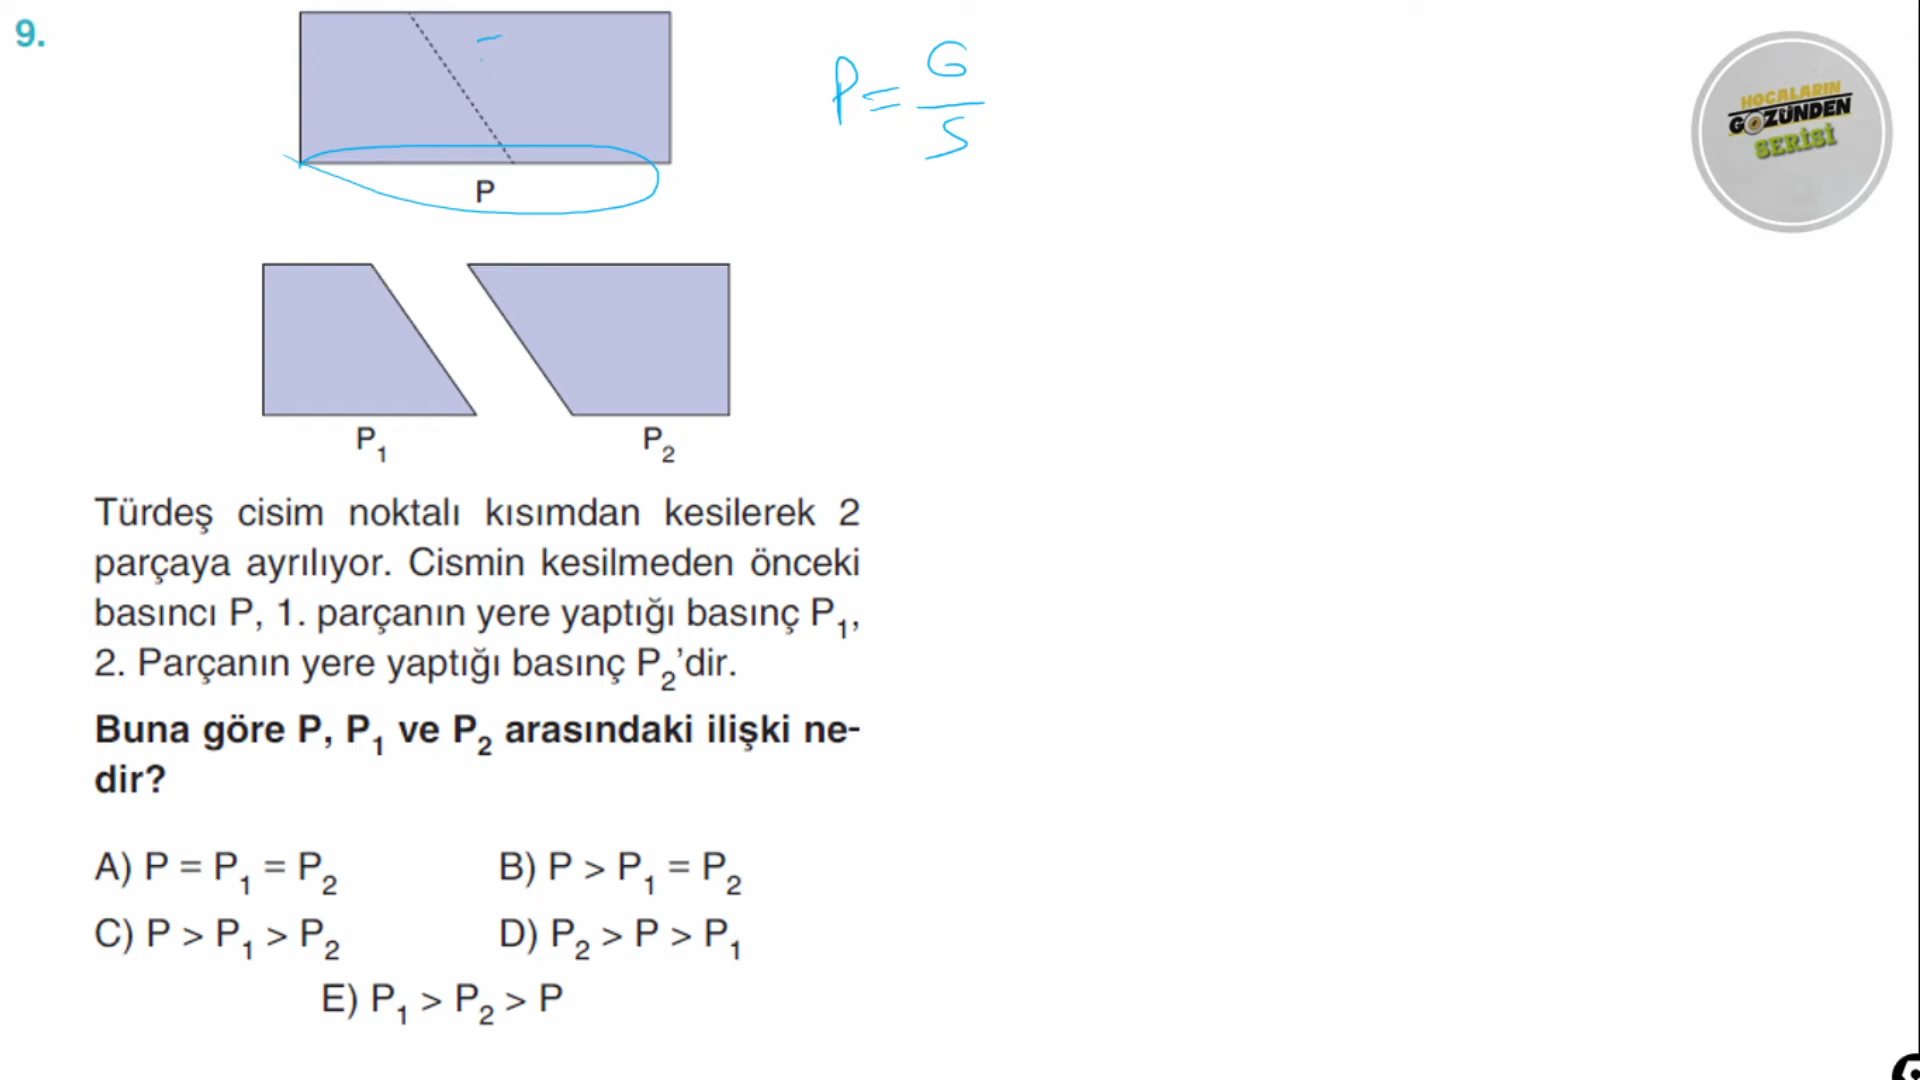 9.
P = G / S
HOCALARIN
GÖZÜNDEN
SERİSİ
P
P₁ P₂
Türdeş cisim noktalı kısımdan kesilerek 2
parçaya ayrılıyor. Cismin kesilmeden önceki
basıncı P, 1. parçanın yere yaptığı basınç P₁,
2. Parçanın yere yaptığı basınç P₂'dir.
Buna göre P, P₁ ve P₂ arasındaki ilişki ne-
dir?
A) P = P₁ = P₂ B) P > P₁ = P₂
C) P > P₁ > P₂ D) P₂ > P > P₁
E) P₁ > P₂ > P